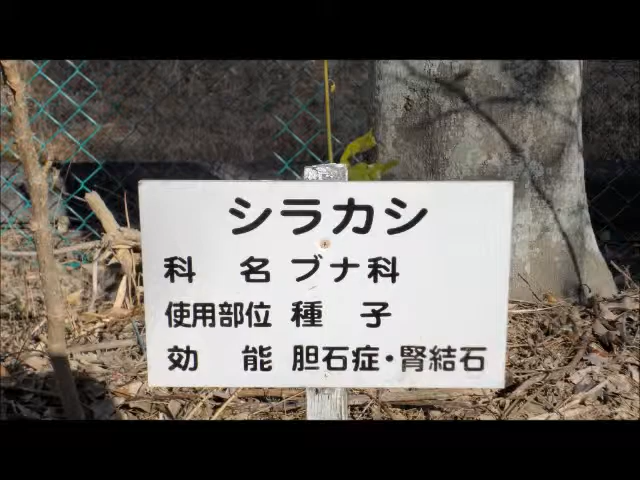 シラカシ
科　名 ブナ科
使用部位 種　子
効　能 胆石症・腎結石